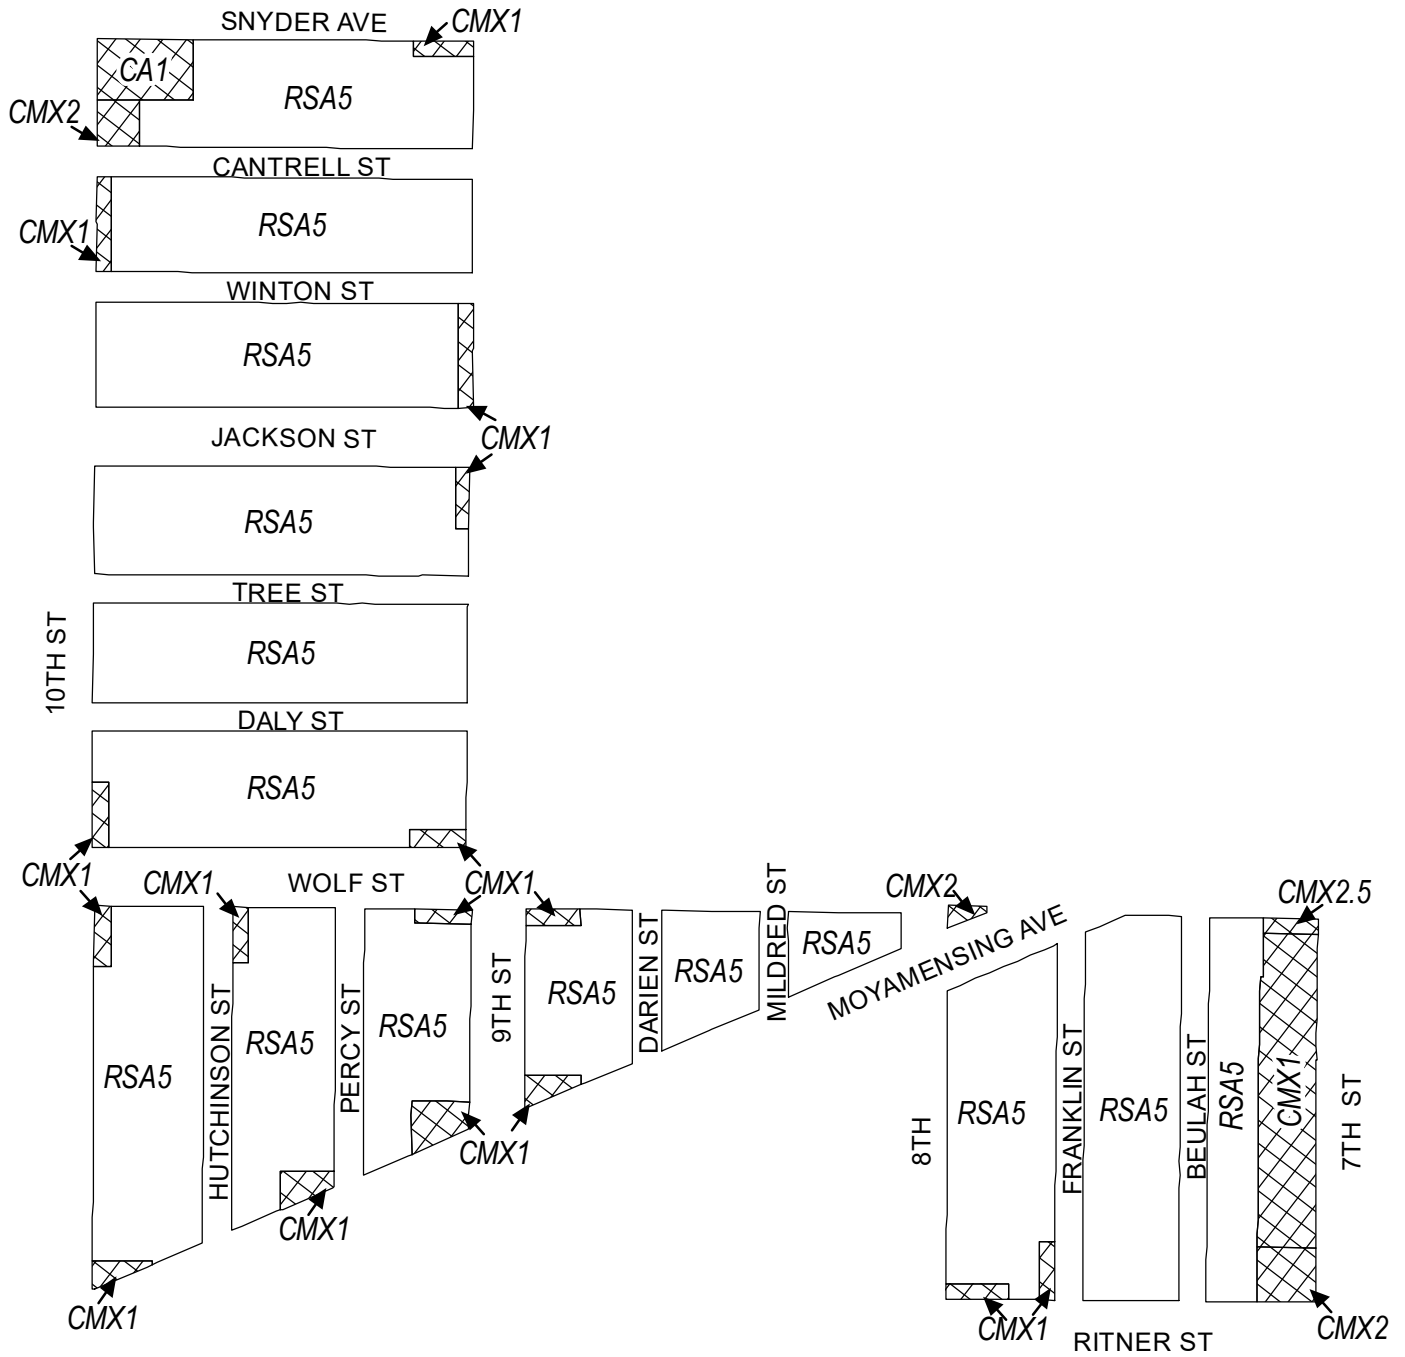 SNYDER AVE
CMX1
CA1
RSA5
CMX2
CANTRELL ST
RSA5
CMX1
WINTON ST
RSA5
JACKSON ST
CMX1
RSA5
TREE ST
10TH ST
RSA5
DALY ST
RSA5
CMX1
CMX1
WOLF ST
CMX1
MILDRED ST
CMX2
CMX2.5
MOYAMENSING AVE
HUTCHINSON ST
PERCY ST
9TH ST
DARIEN ST
RSA5
RSA5
RSA5
RSA5
RSA5
RSA5
8TH
RSA5
FRANKLIN ST
RSA5
BEULAH ST
RSA5
CMX1
7TH ST
CMX1
CMX1
CMX1
CMX1
RITNER ST
CMX2